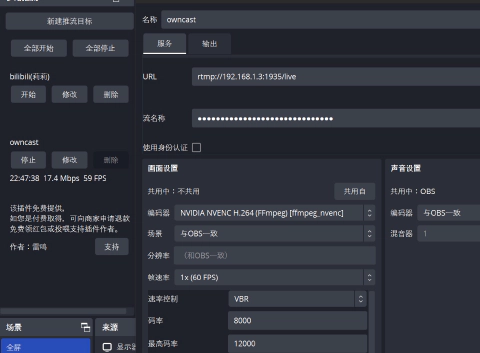 新建推流目标
全部开始
全部停止
bilibili(莉莉)
开始
修改
删除
owncast
停止
修改
删除
22:47:38 17.4 Mbps 59 FPS
该插件免费提供。
如您是付费取得，可向商家申请退款
免费领红包或投喂支持插件作者。
作者：雷鸣
支持
场景
来源
全屏
显示器
名称
owncast
服务
输出
URL
rtmp://192.168.1.3:1935/live
流名称
●●●●●●●●●●●●●●●●●●●●●●●●●●●●●●
使用身份认证
画面设置
共用中：不共用
共用自
编码器
NVIDIA NVENC H.264 (FFmpeg) [ffmpeg_nvenc]
场景
与OBS一致
分辨率
（和OBS一致）
帧速率
1x (60 FPS)
速率控制
VBR
码率
8000
最高码率
12000
声音设置
共用中：OBS
编码器
与OBS一致
混音器
1